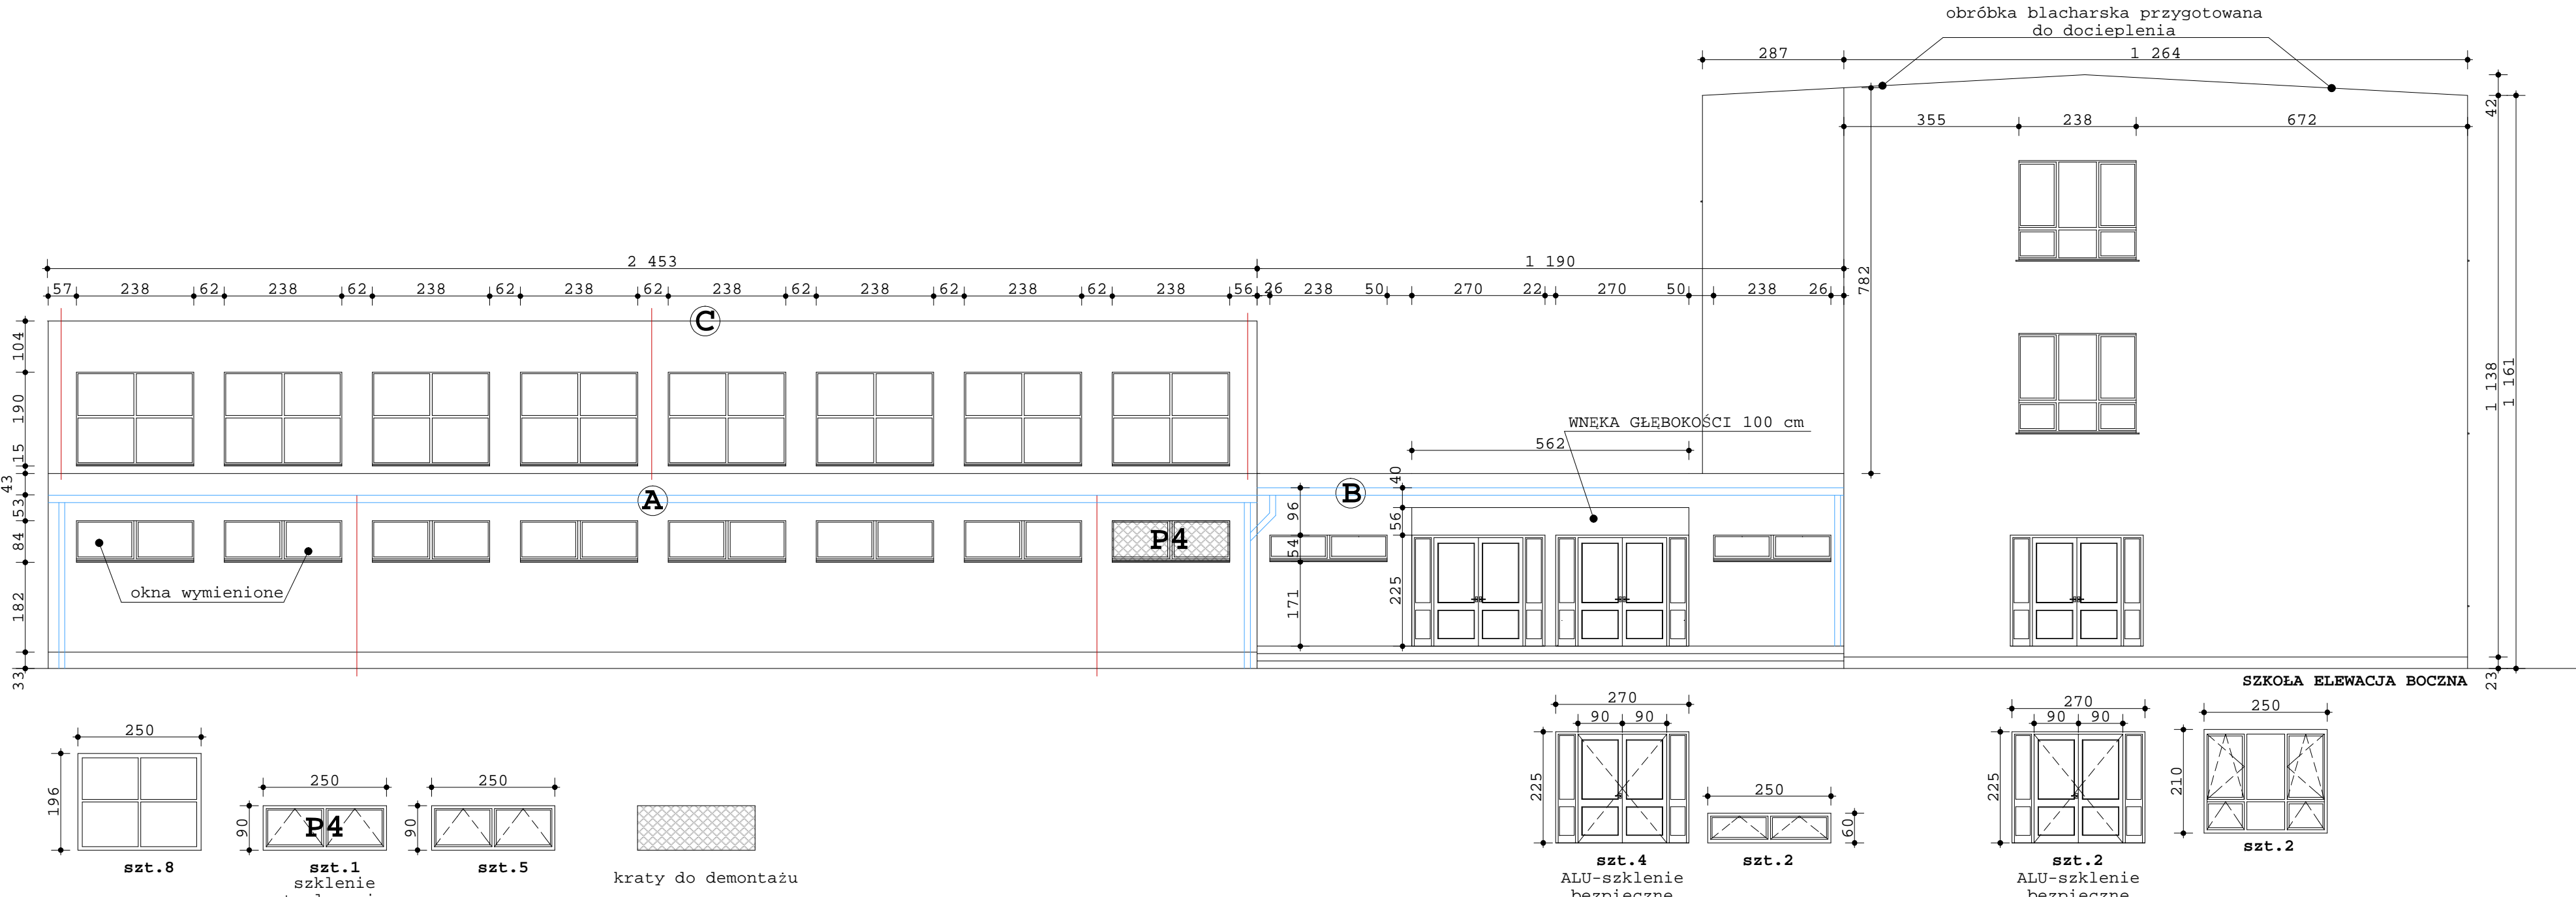 obróbka blacharska przygotowana
do docieplenia
287
1 264
42
355
238
672
2 453
1 190
782
57 238 62 238 62 238 62 238 62 238 62 238 62 238 62 238 56 26 238 50 270 22 270 50 238 26
C
104
190
15
43
53
84
182
33
1 138
1 161
23
WNĘKA GŁĘBOKOŚCI 100 cm
562
40
A
B
96
56
54
225
171
P4
okna wymienione
SZKOŁA ELEWACJA BOCZNA
250
196
szt.8
250
90
P4
szt.1
szklenie
250
90
szt.5
kraty do demontażu
270
90 90
225
szt.4
ALU-szklenie
bezpieczne
250
60
szt.2
270
90 90
225
szt.2
ALU-szklenie
bezpieczne
250
210
szt.2